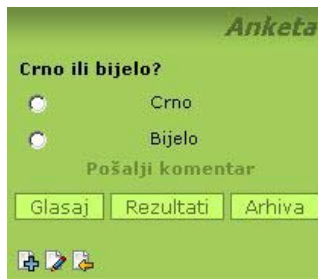 Anketa
Crno ili bijelo?
Crno
Bijelo
Pošalji komentar
Glasaj Rezultati Arhiva